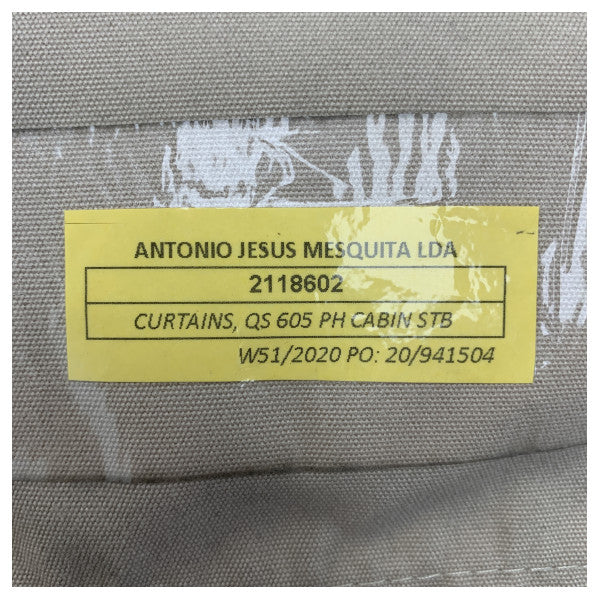 ANTONIO JESUS MESQUITA LDA
2118602
CURTAINS, QS 605 PH CABIN STB
W51/2020 PO: 20/941504